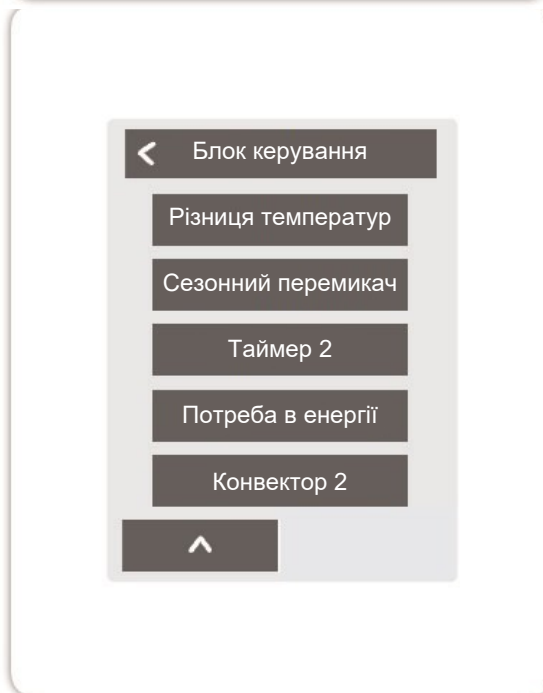 Блок керування
Різниця температур
Сезонний перемикач
Таймер 2
Потреба в енергії
Конвектор 2